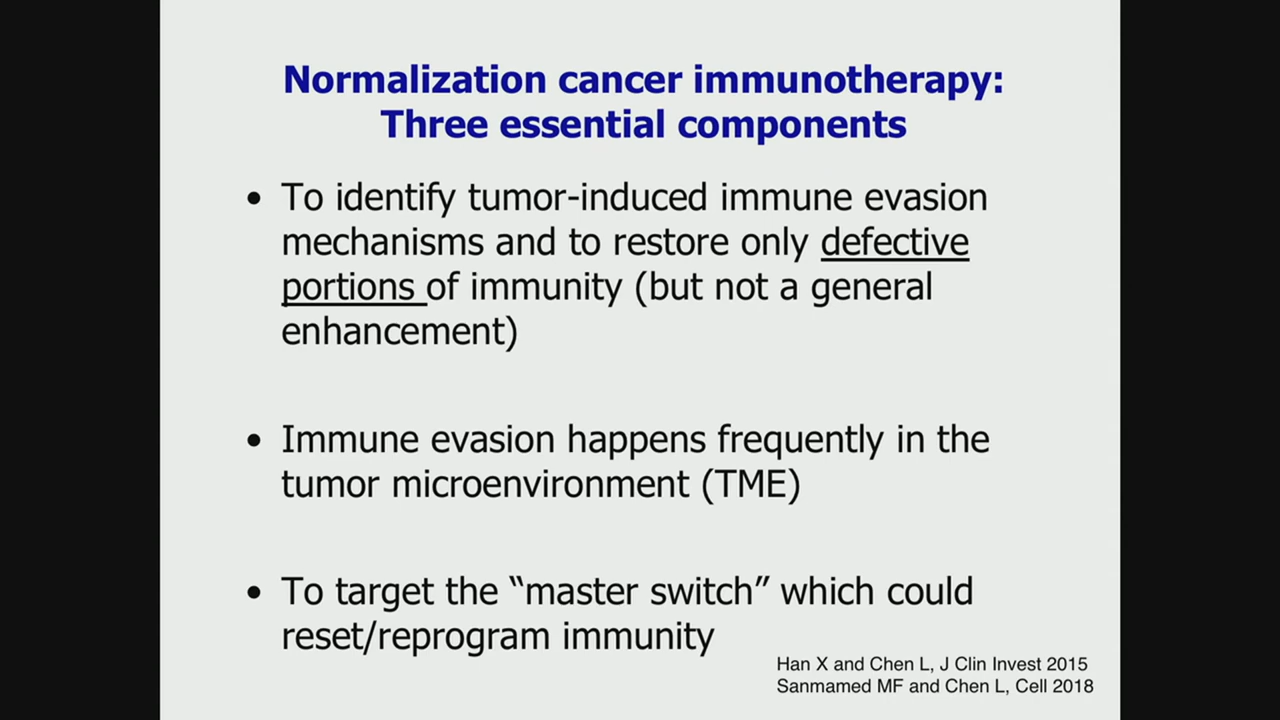 Normalization cancer immunotherapy:
Three essential components
• To identify tumor-induced immune evasion
mechanisms and to restore only defective
portions of immunity (but not a general
enhancement)
• Immune evasion happens frequently in the
tumor microenvironment (TME)
• To target the “master switch” which could
reset/reprogram immunity
Han X and Chen L, J Clin Invest 2015
Sanmamed MF and Chen L, Cell 2018